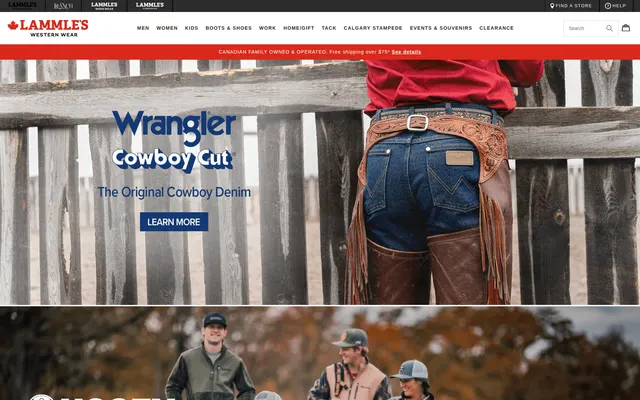 LAMMLE'S
LAMMLE'S
FIND A STORE
HELP
LAMMLE'S
WESTERN WEAR
MEN
WOMEN
KIDS
BOOTS & SHOES
WORK
HOME/GIFT
TACK
CALGARY STAMPEDE
EVENTS & SOUVENIRS
CLEARANCE
Search
CANADIAN FAMILY OWNED & OPERATED. Free shipping over $75* See details
Wrangler
Cowboy Cut
The Original Cowboy Denim
LEARN MORE